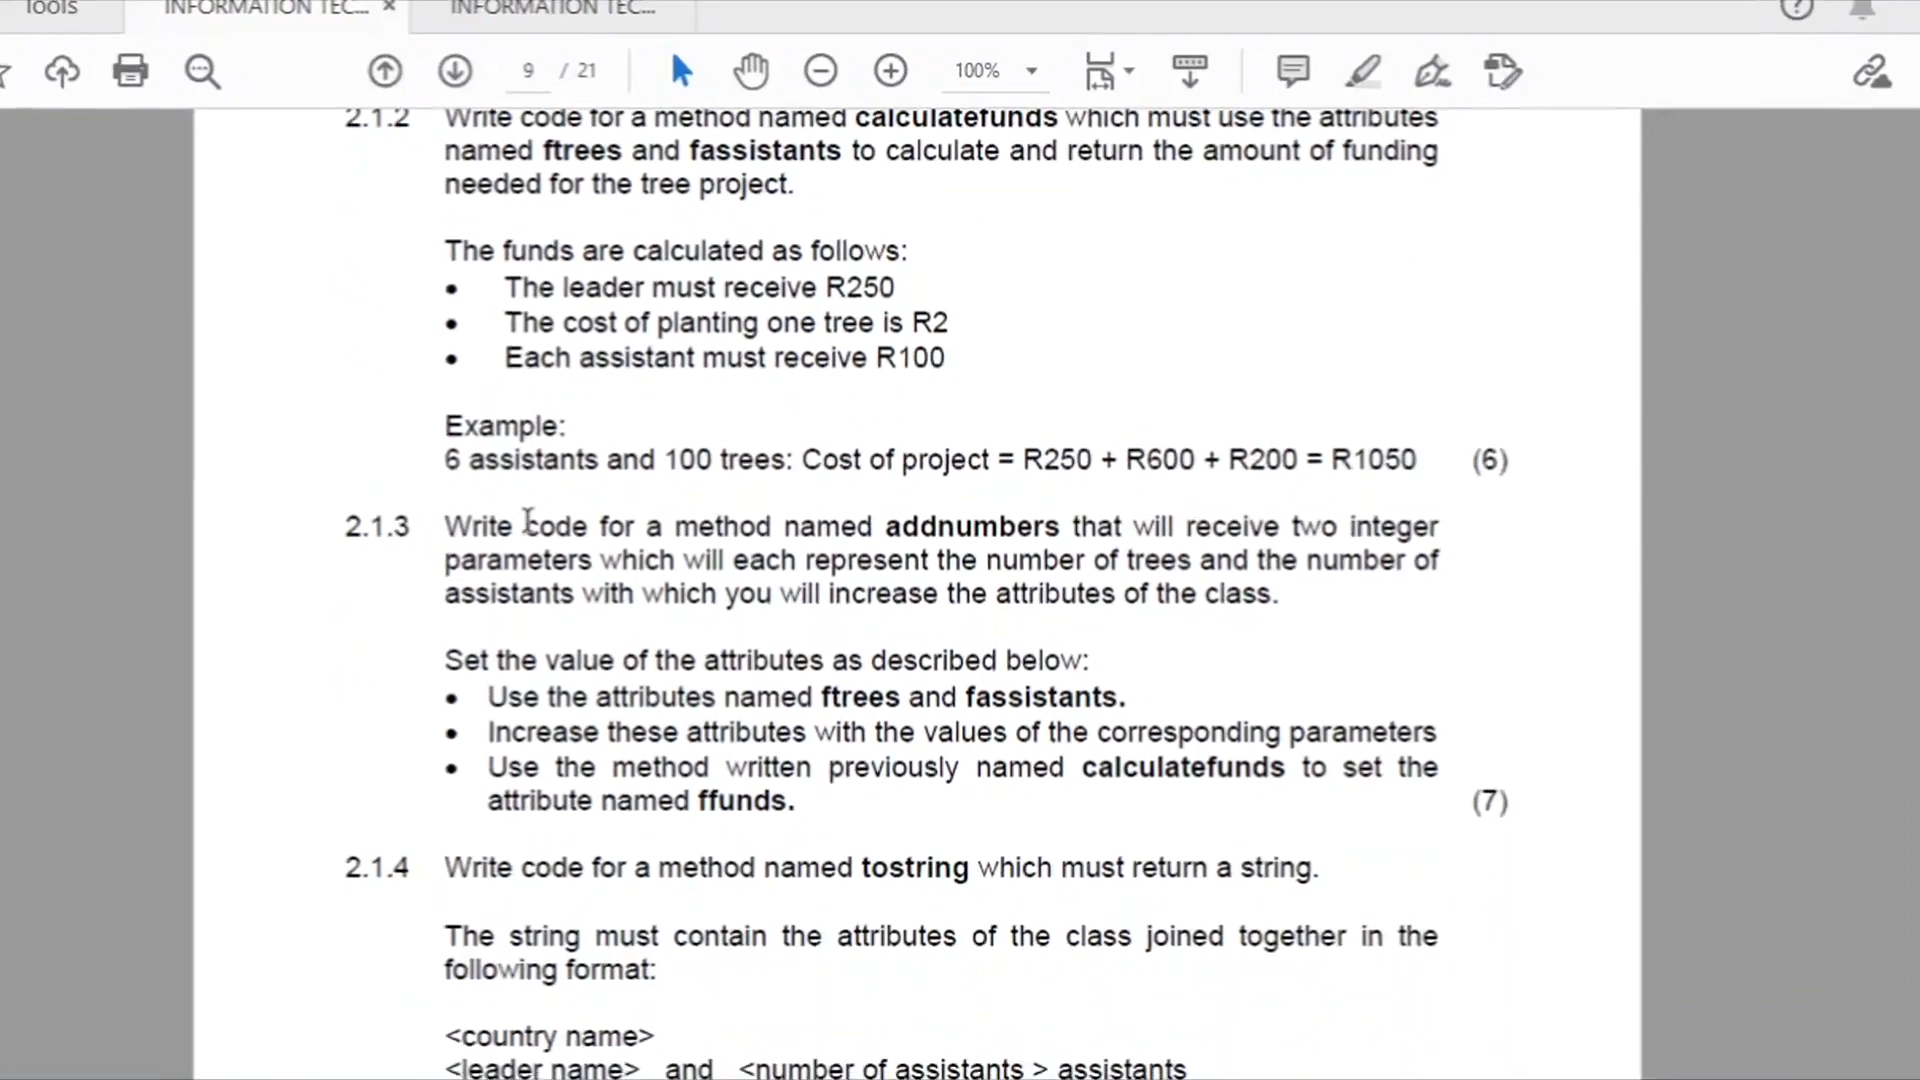 Tools
INFORMATION TEC... ×
INFORMATION TEC...
9 / 21
100%
2.1.2 Write code for a method named calculatefunds which must use the attributes
named ftrees and fassistants to calculate and return the amount of funding
needed for the tree project.
The funds are calculated as follows:
• The leader must receive R250
• The cost of planting one tree is R2
• Each assistant must receive R100
Example:
6 assistants and 100 trees: Cost of project = R250 + R600 + R200 = R1050 (6)
2.1.3 Write code for a method named addnumbers that will receive two integer
parameters which will each represent the number of trees and the number of
assistants with which you will increase the attributes of the class.
Set the value of the attributes as described below:
• Use the attributes named ftrees and fassistants.
• Increase these attributes with the values of the corresponding parameters
• Use the method written previously named calculatefunds to set the
attribute named ffunds. (7)
2.1.4 Write code for a method named tostring which must return a string.
The string must contain the attributes of the class joined together in the
following format:
<country name>
<leader name> and <number of assistants > assistants